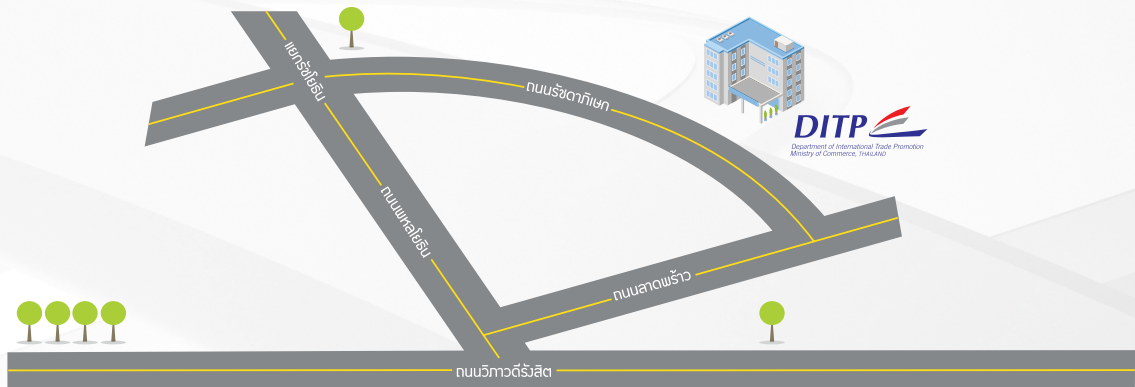 แยกรัชโยธิน
ถนนรัชดาภิเษก
DITP
Department of International Trade Promotion
Ministry of Commerce, THAILAND
ถนนพหลโยธิน
ถนนลาดพร้าว
ถนนวิภาวดีรังสิต